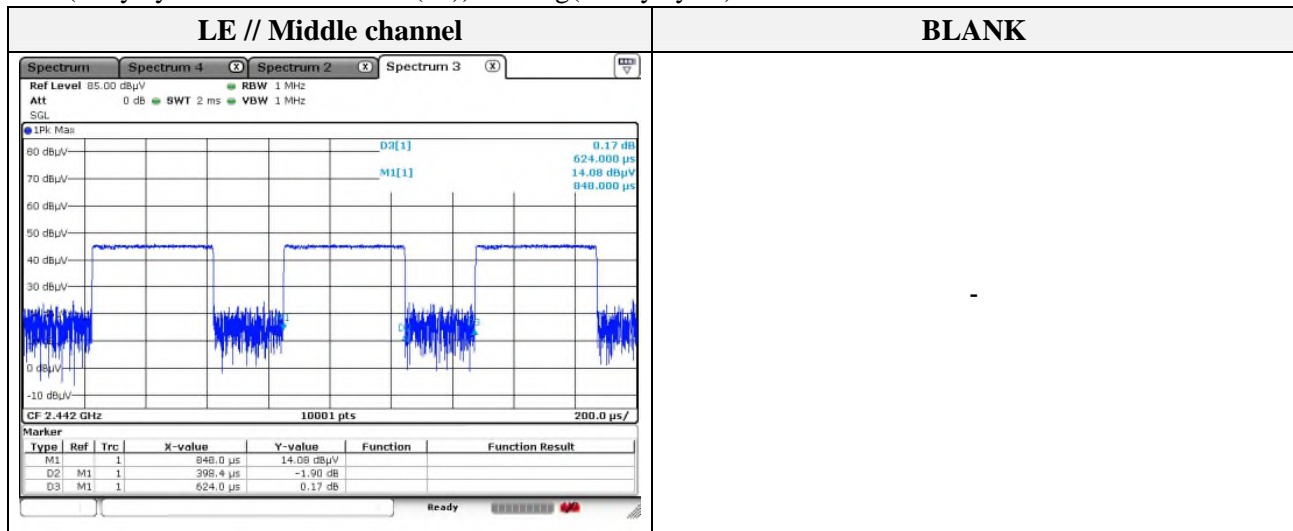 LE // Middle channel
BLANK
Spectrum Spectrum 4 Spectrum 2 Spectrum 3
Ref Level 85.00 dBµV RBW 1 MHz
Att 0 dB SWT 2 ms VBW 1 MHz
SGL
1Pk Max
80 dBµV
D3[1] 0.17 dB
624.000 µs
70 dBµV
M1[1] 14.08 dBµV
848.000 µs
60 dBµV
50 dBµV
40 dBµV
30 dBµV
0 dBµV
-10 dBµV
-
CF 2.442 GHz 10001 pts 200.0 µs/
Marker
Type Ref Trc X-value Y-value Function Function Result
M1 1 848.0 µs 14.08 dBµV
D2 M1 1 398.4 µs -1.90 dB
D3 M1 1 624.0 µs 0.17 dB
Ready